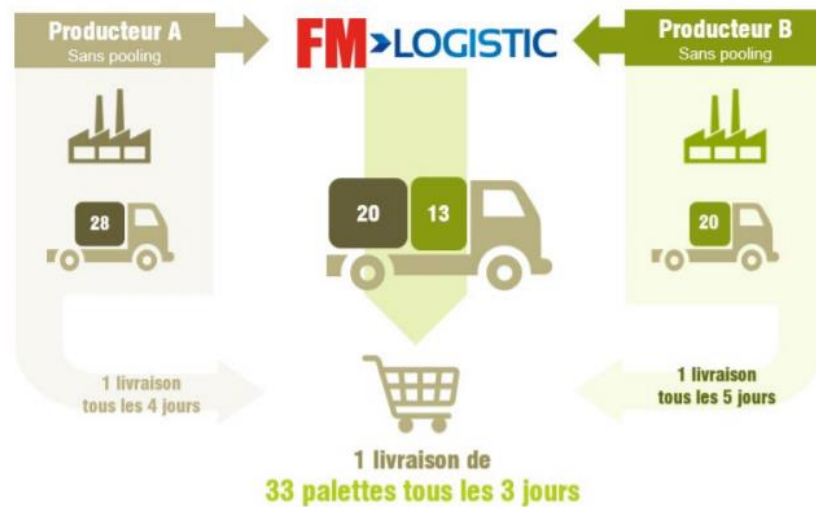 Producteur A
Sans pooling
FM>LOGISTIC
Producteur B
Sans pooling
28
20
13
20
1 livraison
tous les 4 jours
1 livraison
tous les 5 jours
1 livraison de
33 palettes tous les 3 jours